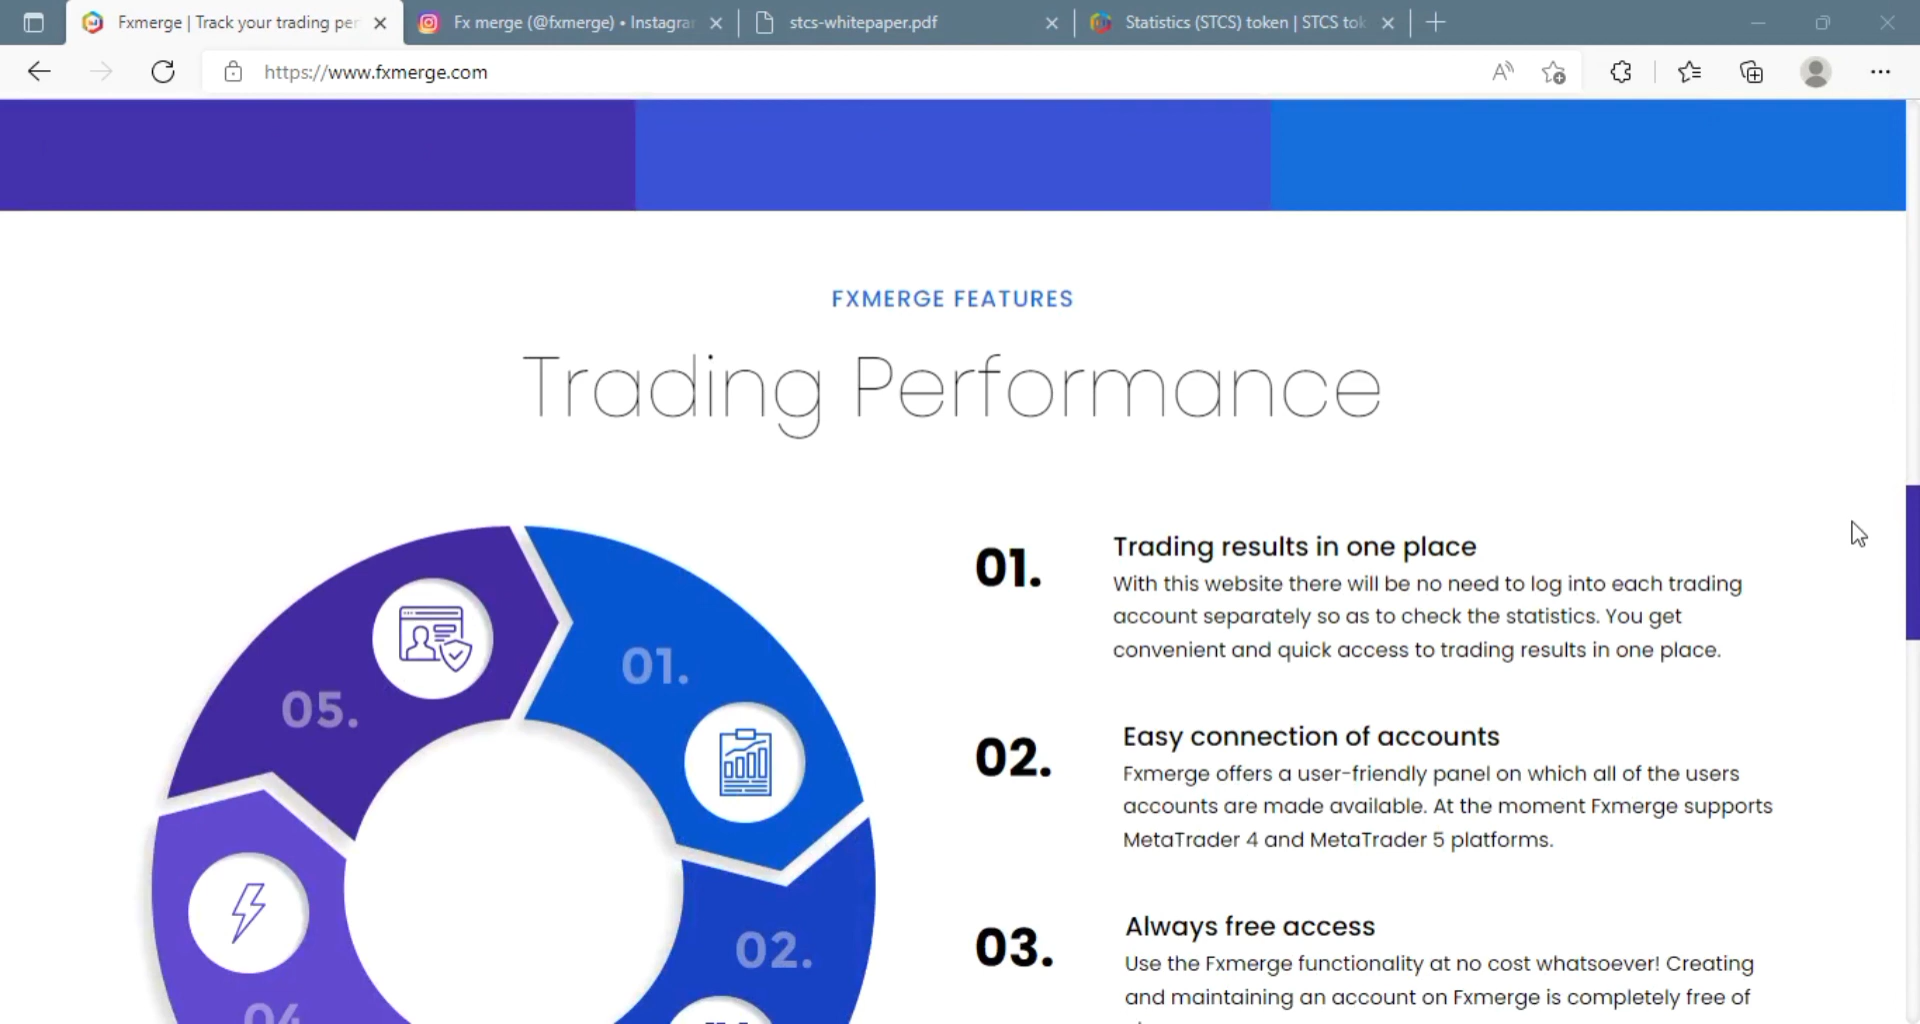 Fxmerge | Track your trading per
Fx merge (@fxmerge) • Instagrar
stcs-whitepaper.pdf
Statistics (STCS) token | STCS tok
https://www.fxmerge.com
FXMERGE FEATURES
Trading Performance
01.
Trading results in one place
With this website there will be no need to log into each trading
account separately so as to check the statistics. You get
convenient and quick access to trading results in one place.
02.
Easy connection of accounts
Fxmerge offers a user-friendly panel on which all of the users
accounts are made available. At the moment Fxmerge supports
MetaTrader 4 and MetaTrader 5 platforms.
03.
Always free access
Use the Fxmerge functionality at no cost whatsoever! Creating
and maintaining an account on Fxmerge is completely free of
05.
01.
02.
04